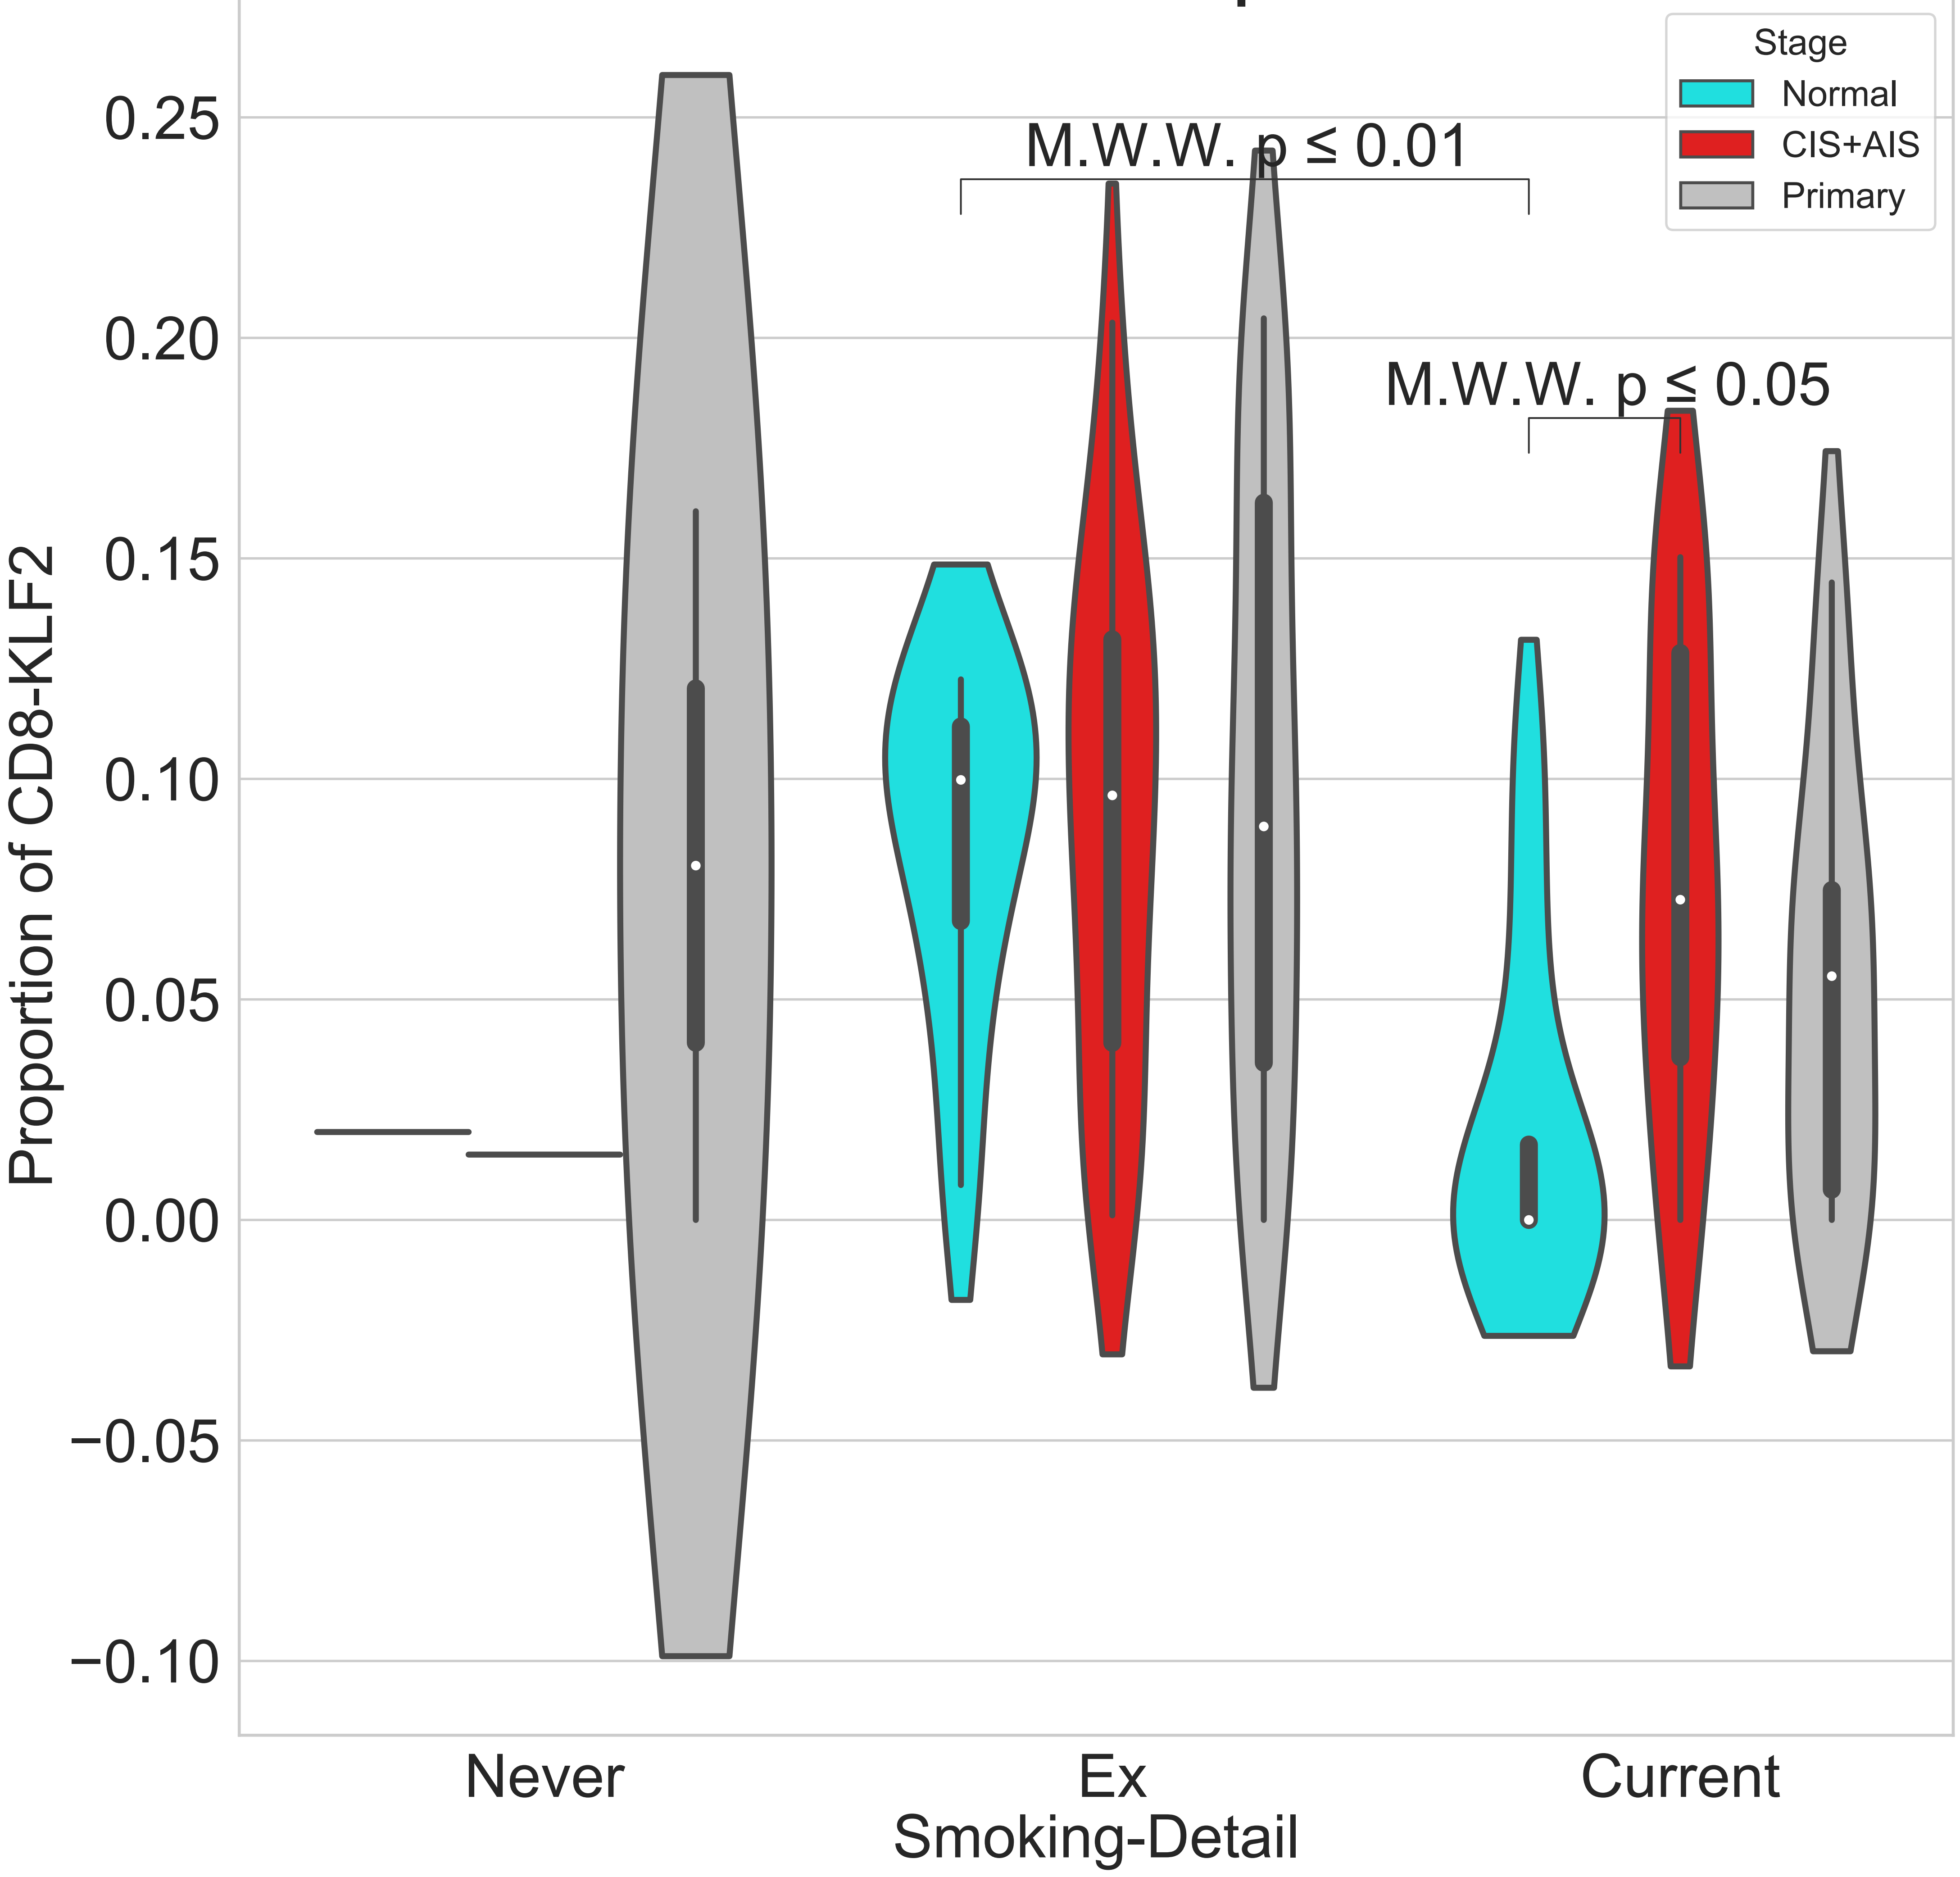 Stage
Normal
CIS+AIS
Primary
M.W.W. p ≤ 0.01
M.W.W. p ≤ 0.05
0.25
0.20
0.15
0.10
0.05
0.00
−0.05
−0.10
Proportion of CD8-KLF2
Never
Ex
Current
Smoking-Detail